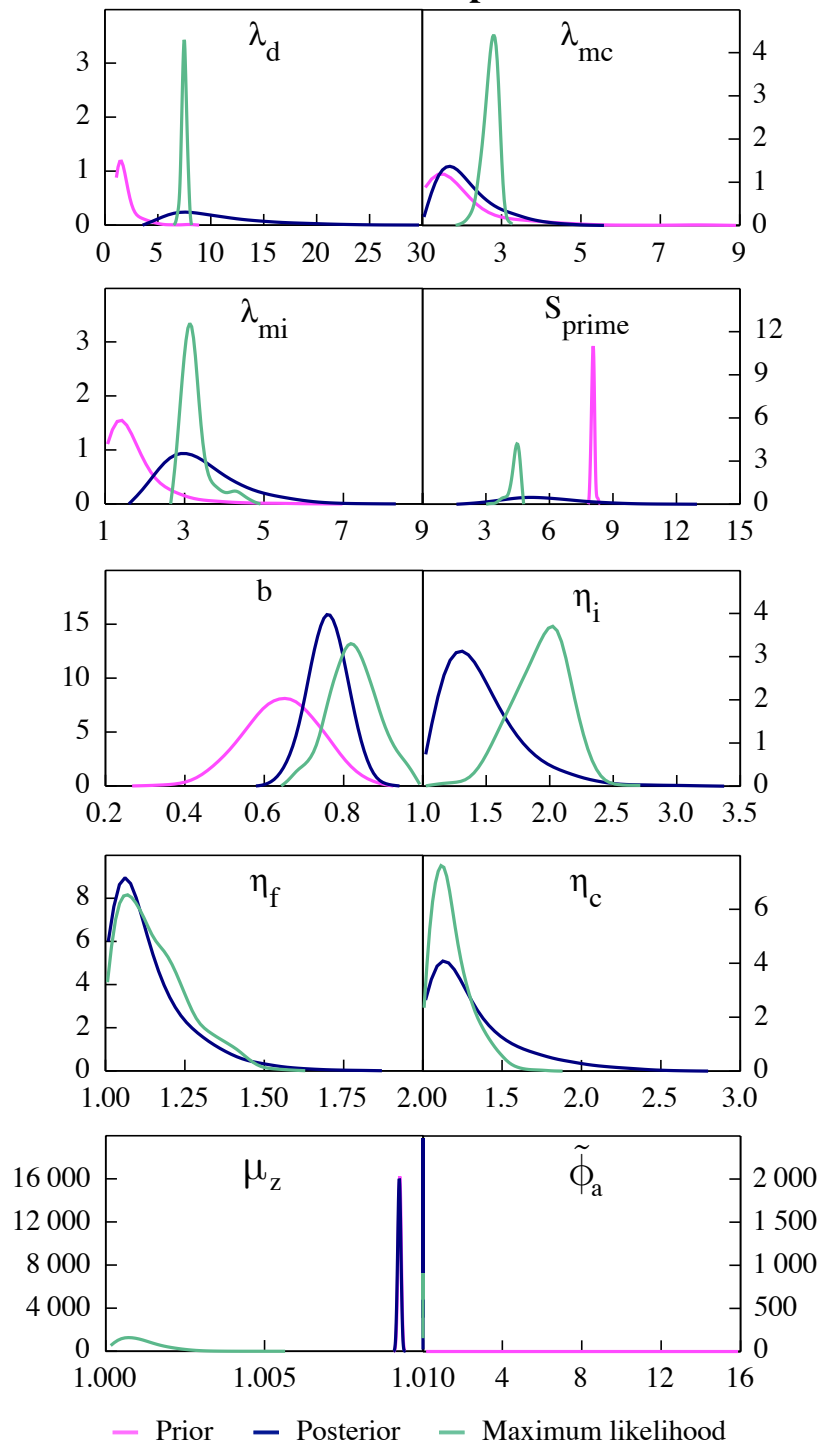 λd λmc
3 2 1 0
4 3 2 1 0
0 5 10 15 20 25 30 3 5 7 9
λmi Sprime
3 2 1 0
12 9 6 3 0
1 3 5 7 9 3 6 9 12 15
b ηi
15 10 5 0
4 3 2 1 0
0.2 0.4 0.6 0.8 1.0 1.5 2.0 2.5 3.0 3.5
ηf ηc
8 6 4 2 0
6 4 2 0
1.00 1.25 1.50 1.75 2.00 1.5 2.0 2.5 3.0
μz ϕ̃a
16 000 12 000 8 000 4 000 0
2 000 1 500 1 000 500 0
1.000 1.005 1.010 4 8 12 16
Prior Posterior Maximum likelihood